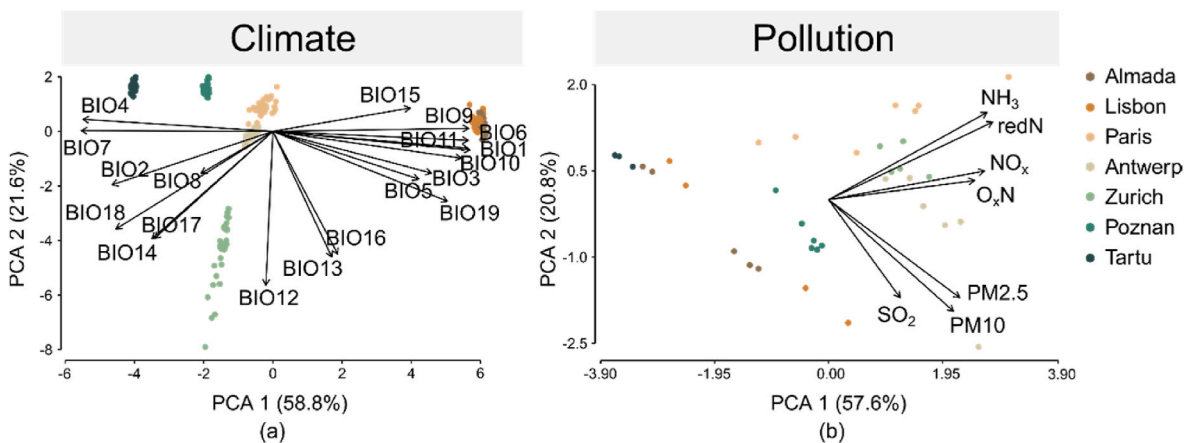 Climate
Pollution
PCA 2 (21.6%)
2
0
-2
-4
-6
-8
BIO4
BIO7
BIO2
BIO8
BIO18
BIO17
BIO14
BIO12
BIO13
BIO16
BIO15
BIO9
BIO6
BIO11
BIO1
BIO10
BIO3
BIO5
BIO19
-6
-4
-2
0
2
4
6
PCA 1 (58.8%)
(a)
PCA 2 (20.8%)
2.0
0.5
-1.0
-2.5
NH₃
redN
NOₓ
OₓN
PM2.5
SO₂
PM10
-3.90
-1.95
0.00
1.95
3.90
PCA 1 (57.6%)
(b)
Almada
Lisbon
Paris
Antwerp
Zurich
Poznan
Tartu